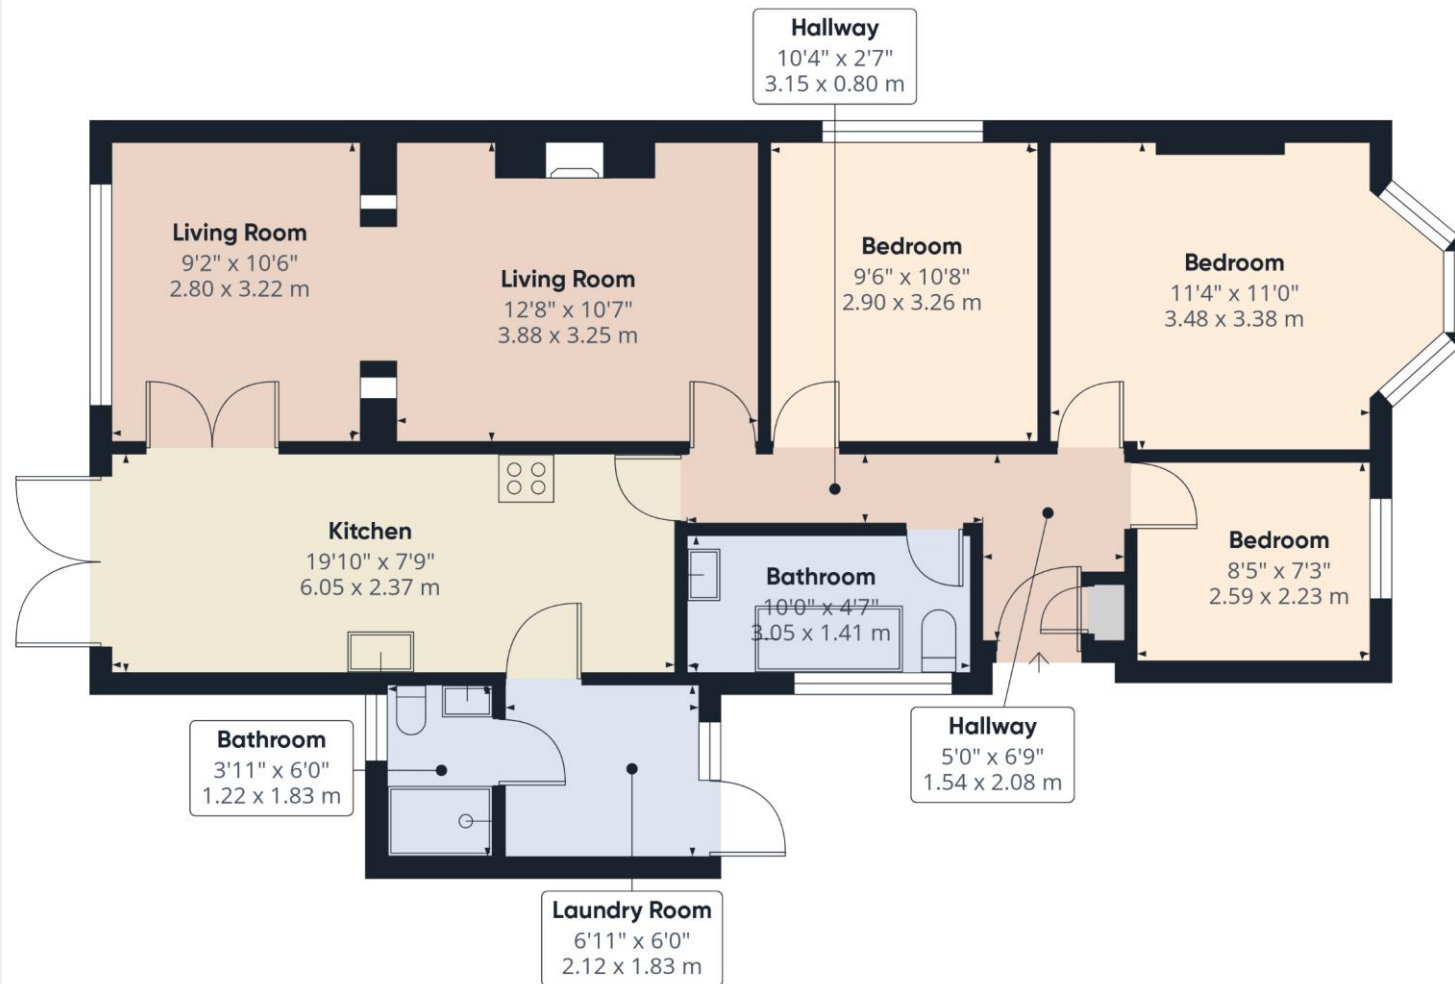 Hallway
10'4" x 2'7"
3.15 x 0.80 m
Living Room
9'2" x 10'6"
2.80 x 3.22 m
Living Room
12'8" x 10'7"
3.88 x 3.25 m
Bedroom
9'6" x 10'8"
2.90 x 3.26 m
Bedroom
11'4" x 11'0"
3.48 x 3.38 m
Kitchen
19'10" x 7'9"
6.05 x 2.37 m
Bathroom
10'0" x 4'7"
3.05 x 1.41 m
Bedroom
8'5" x 7'3"
2.59 x 2.23 m
Bathroom
3'11" x 6'0"
1.22 x 1.83 m
Hallway
5'0" x 6'9"
1.54 x 2.08 m
Laundry Room
6'11" x 6'0"
2.12 x 1.83 m